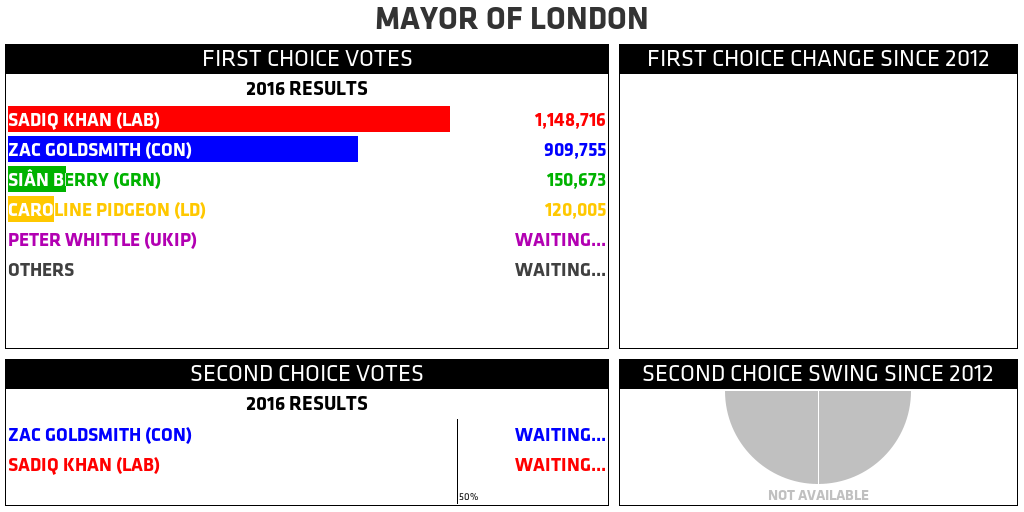 MAYOR OF LONDON
FIRST CHOICE VOTES
2016 RESULTS
SADIQ KHAN (LAB) 1,148,716
ZAC GOLDSMITH (CON) 909,755
SIÂN BERRY (GRN) 150,673
CAROLINE PIDGEON (LD) 120,005
PETER WHITTLE (UKIP) WAITING...
OTHERS WAITING...
FIRST CHOICE CHANGE SINCE 2012
SECOND CHOICE VOTES
2016 RESULTS
ZAC GOLDSMITH (CON) WAITING...
SADIQ KHAN (LAB) WAITING...
50%
SECOND CHOICE SWING SINCE 2012
NOT AVAILABLE